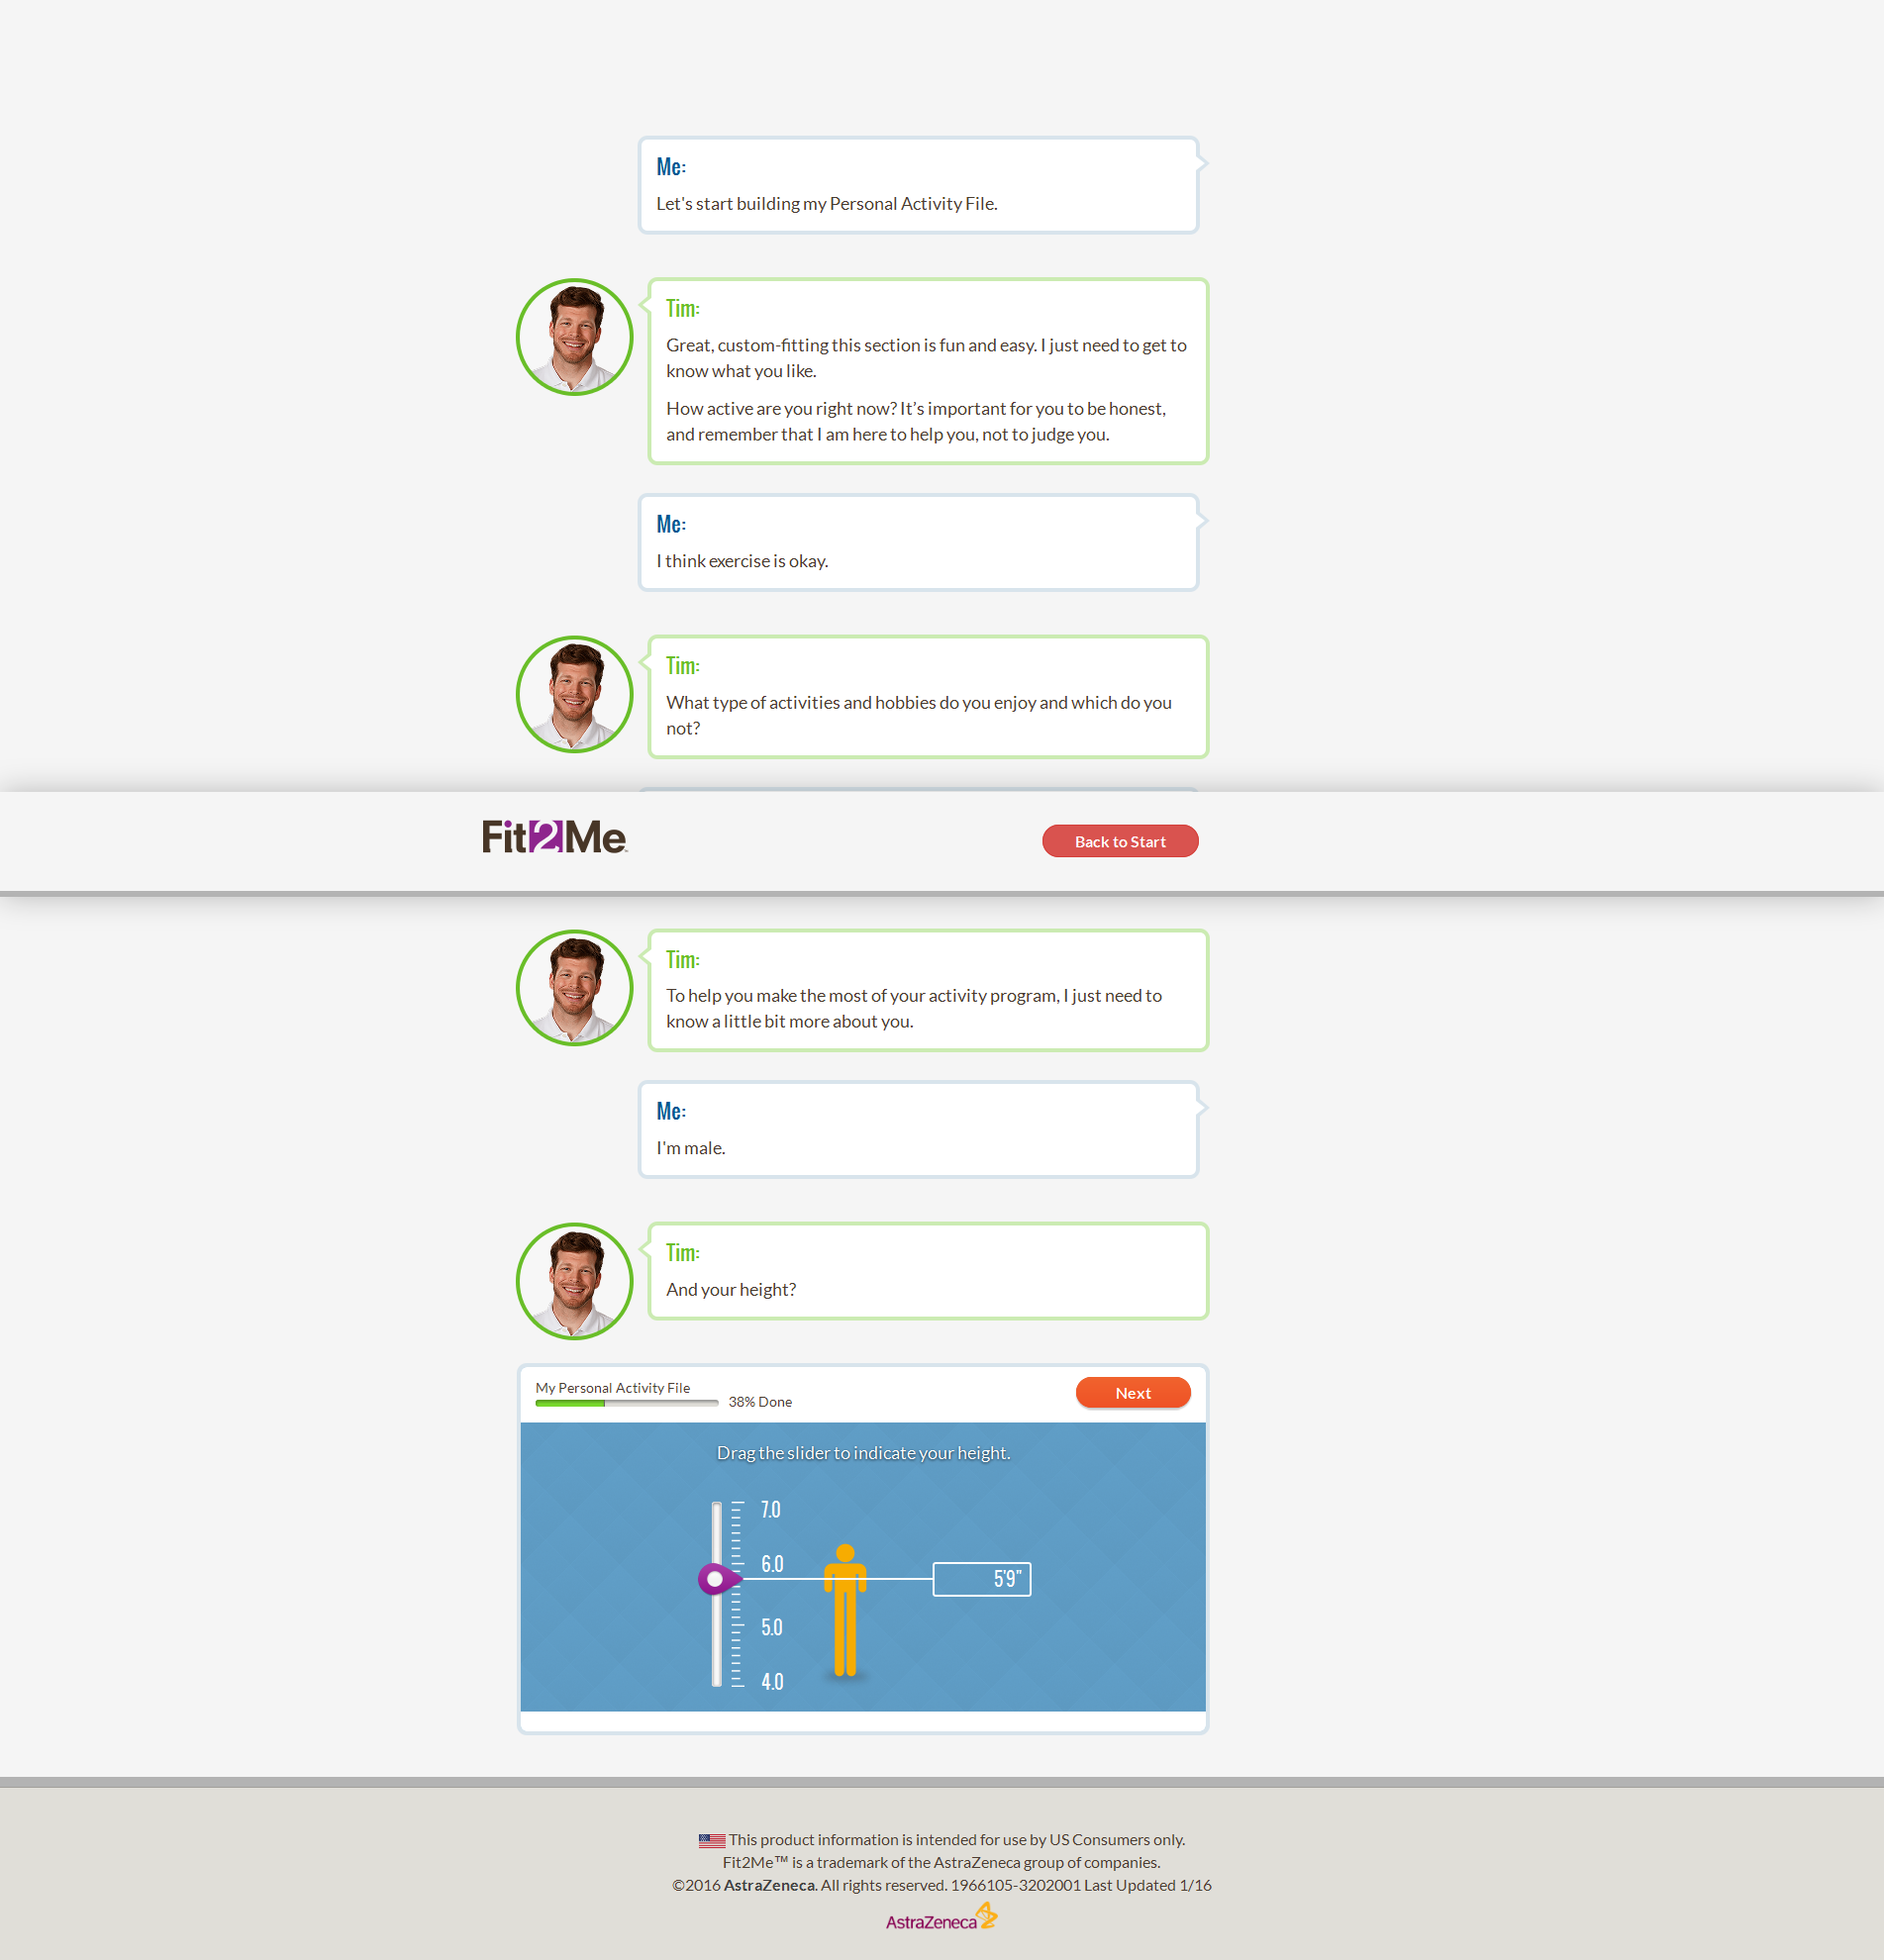 Me:
Let's start building my Personal Activity File.
Tim:
Great, custom-fitting this section is fun and easy. I just need to get to
know what you like.
How active are you right now? It’s important for you to be honest,
and remember that I am here to help you, not to judge you.
Me:
I think exercise is okay.
Tim:
What type of activities and hobbies do you enjoy and which do you
not?
Fit2Me
Back to Start
Tim:
To help you make the most of your activity program, I just need to
know a little bit more about you.
Me:
I'm male.
Tim:
And your height?
My Personal Activity File
38% Done
Next
Drag the slider to indicate your height.
7.0
6.0
5'9"
5.0
4.0
This product information is intended for use by US Consumers only.
Fit2Me™ is a trademark of the AstraZeneca group of companies.
©2016 AstraZeneca. All rights reserved. 1966105-3202001 Last Updated 1/16
AstraZeneca